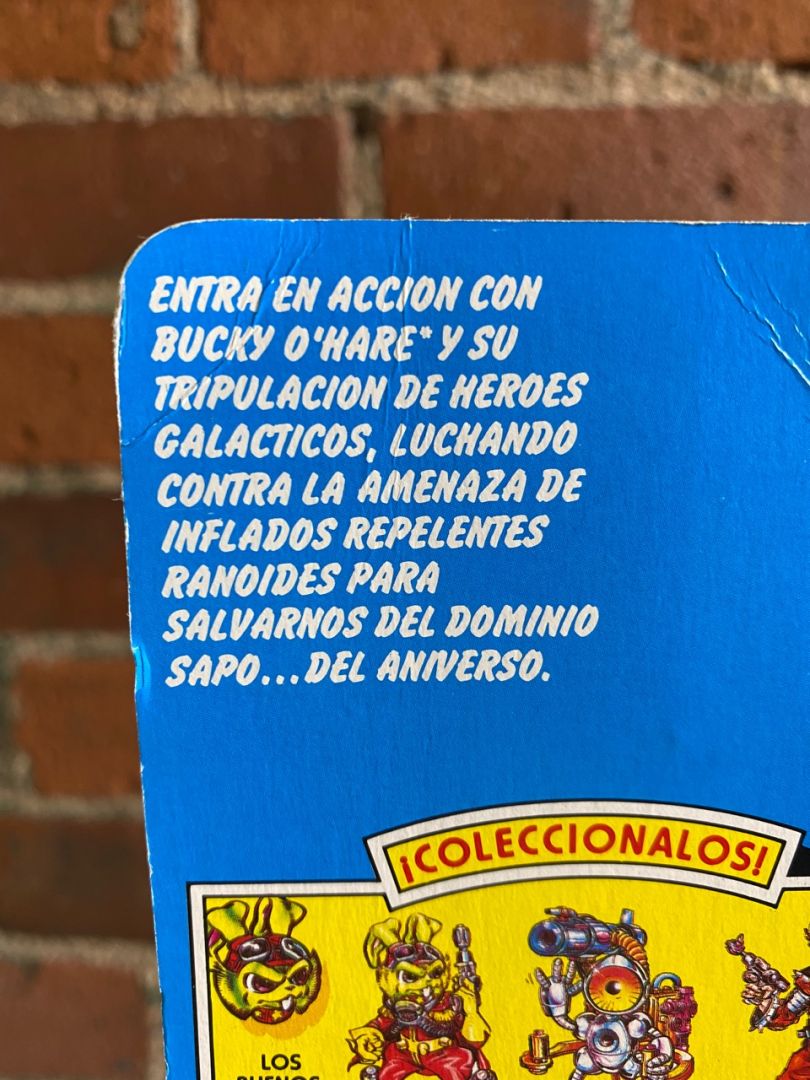 ENTRA EN ACCION CON
BUCKY O'HARE* Y SU
TRIPULACION DE HEROES
GALACTICOS, LUCHANDO
CONTRA LA AMENAZA DE
INFLADOS REPELENTES
RANOIDES PARA
SALVARNOS DEL DOMINIO
SAPO...DEL ANIVERSO.
¡COLECCIONALOS!
LOS
BUENOS